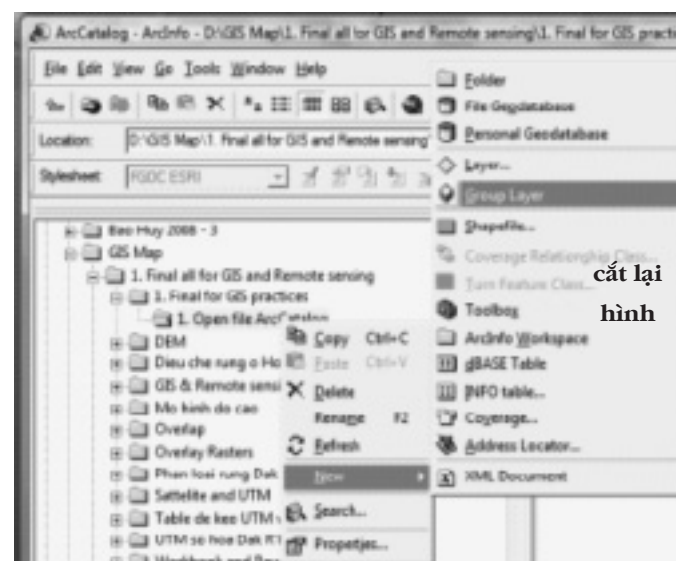 ArcCatalog - ArcInfo - D:\GIS Map\1. Final all for GIS and Remote sensing\1. Final for GIS practi
File Edit View Go Tools Window Help
Location: D:\GIS Map\1. Final all for GIS and Remote sensing
Stylesheet: FGDC ESRI
Folder
File Geodatabase
Personal Geodatabase
Layer...
Group Layer
Shapefile...
Coverage Relationship Class...
Turn Feature Class...
Toolbox
ArcInfo Workspace
dBASE Table
INFO table...
Coverage...
Address Locator...
XML Document
cắt lại
hình
Bao Huy 2008 - 3
GIS Map
1. Final all for GIS and Remote sensing
1. Final for GIS practices
1. Open file ArcCatalog
DEM
Dieu che rung o Ho
GIS & Remote sensi
Mo hinh do cao
Overlap
Overlay Rasters
Phan loai rung Dak
Sattelite and UTM
Table de keo UTM
UTM so hoa Dak R'T
Copy Ctrl+C
Paste Ctrl+V
Delete
Rename F2
Refresh
New
Search...
Properties...